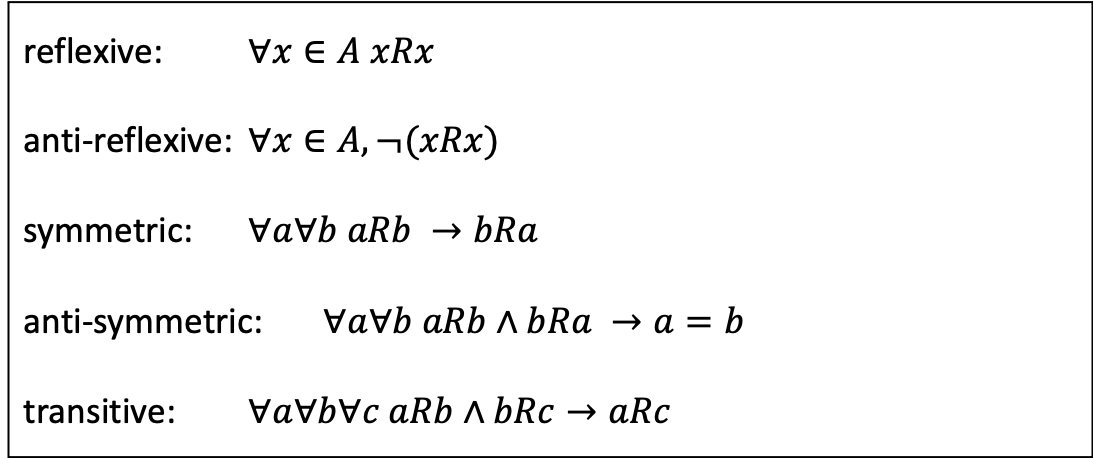 reflexive: ∀x ∈ A xRx
anti-reflexive: ∀x ∈ A, ¬(xRx)
symmetric: ∀a∀b aRb → bRa
anti-symmetric: ∀a∀b aRb ∧ bRa → a = b
transitive: ∀a∀b∀c aRb ∧ bRc → aRc